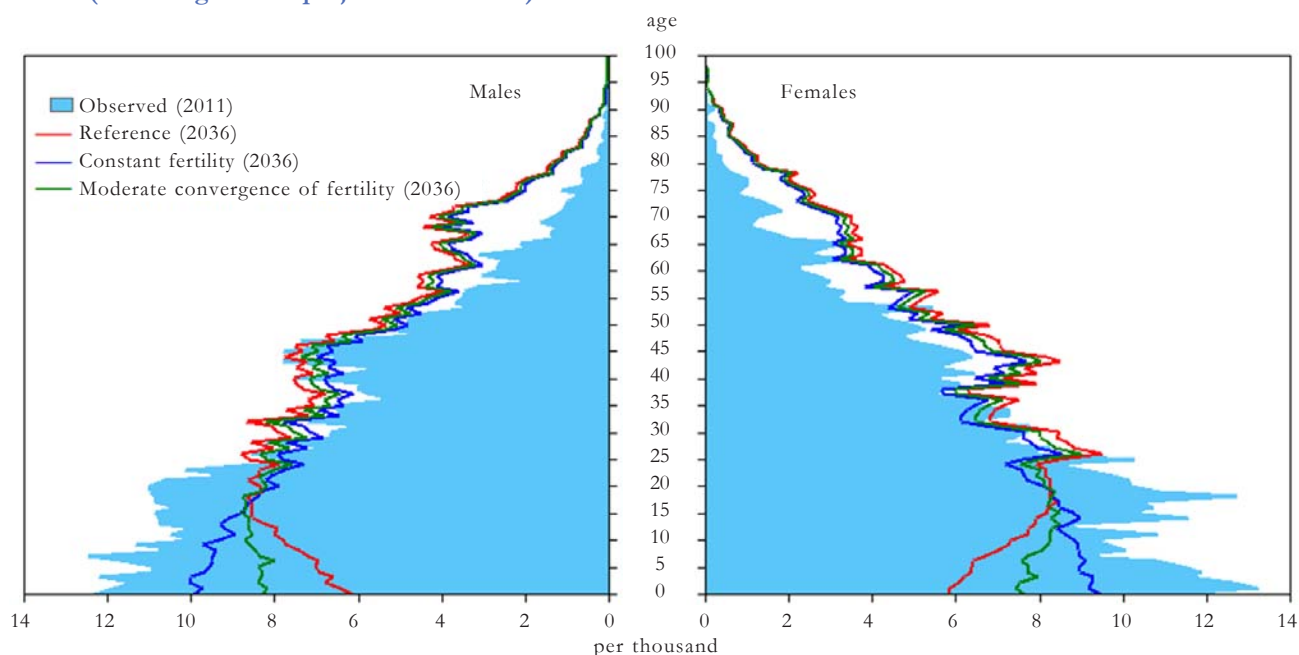 age
Males
Females
Observed (2011)
Reference (2036)
Constant fertility (2036)
Moderate convergence of fertility (2036)
100
95
90
85
80
75
70
65
60
55
50
45
40
35
30
25
20
15
10
5
0
14 12 10 8 6 4 2 0
0 2 4 6 8 10 12 14
per thousand